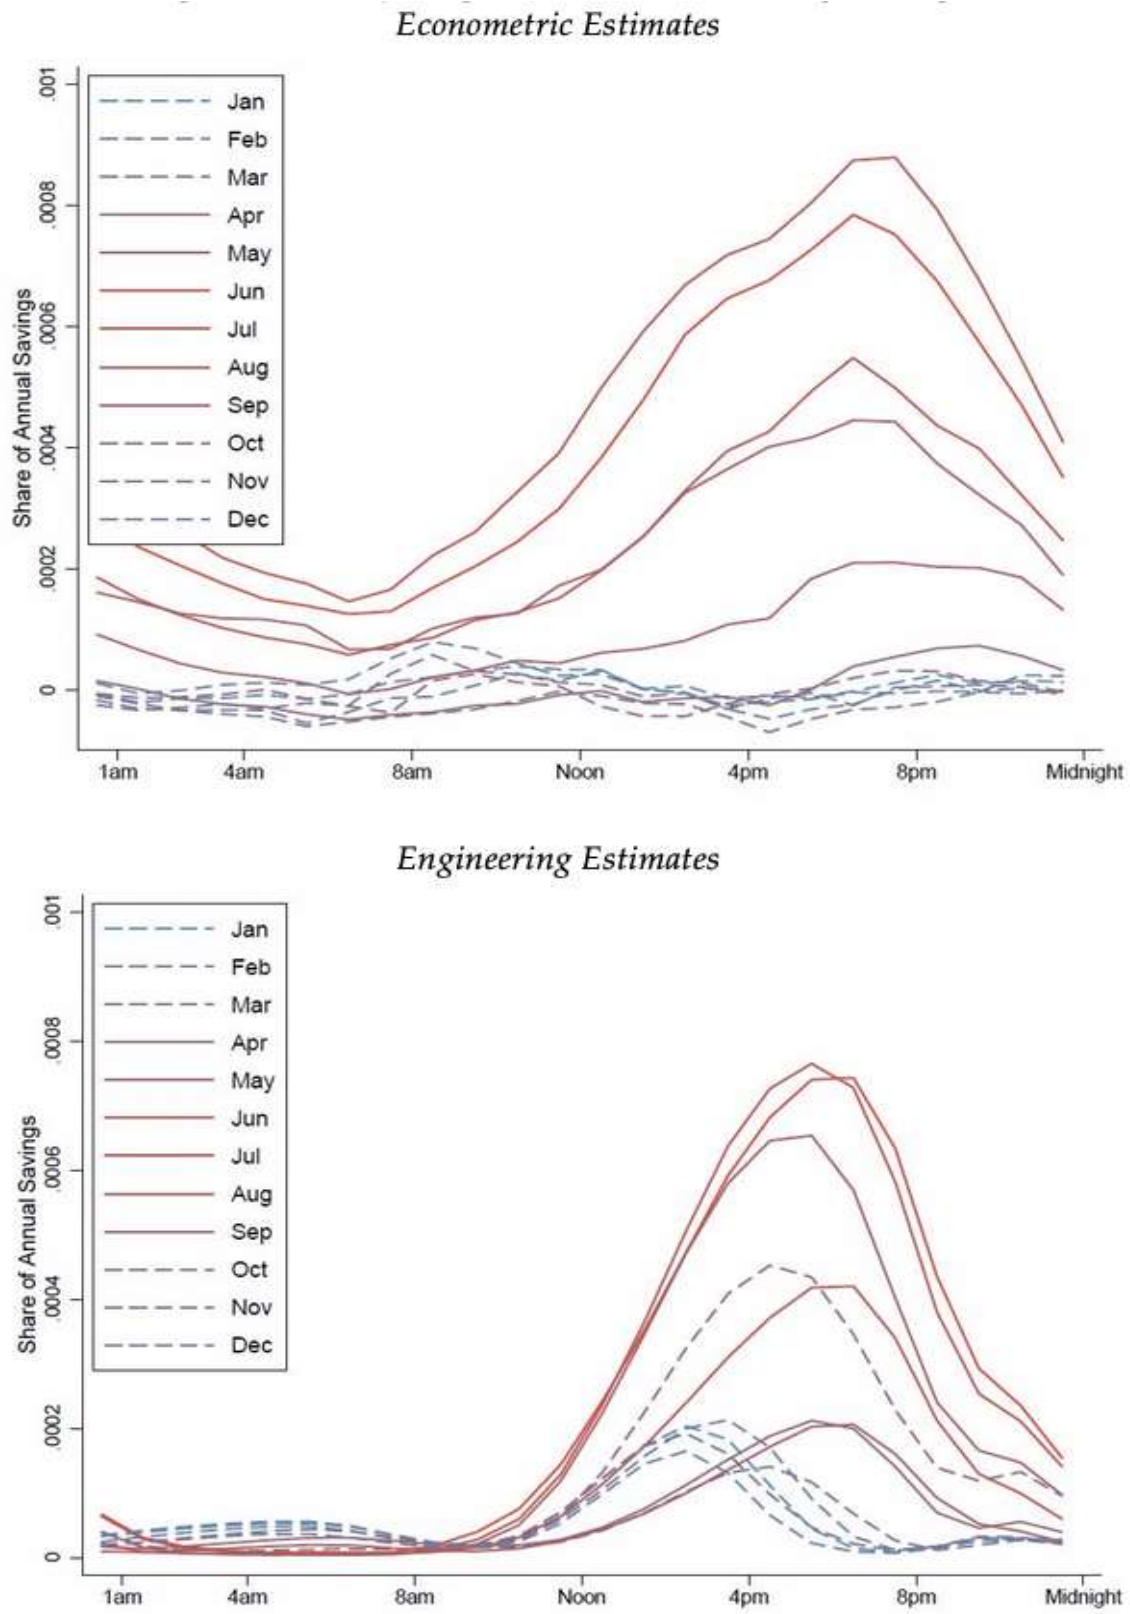 Econometric Estimates
.001
.0008
.0006
.0004
.0002
0
Share of Annual Savings
Jan
Feb
Mar
Apr
May
Jun
Jul
Aug
Sep
Oct
Nov
Dec
1am 4am 8am Noon 4pm 8pm Midnight
Engineering Estimates
.001
.0008
.0006
.0004
.0002
0
Share of Annual Savings
Jan
Feb
Mar
Apr
May
Jun
Jul
Aug
Sep
Oct
Nov
Dec
1am 4am 8am Noon 4pm 8pm Midnight